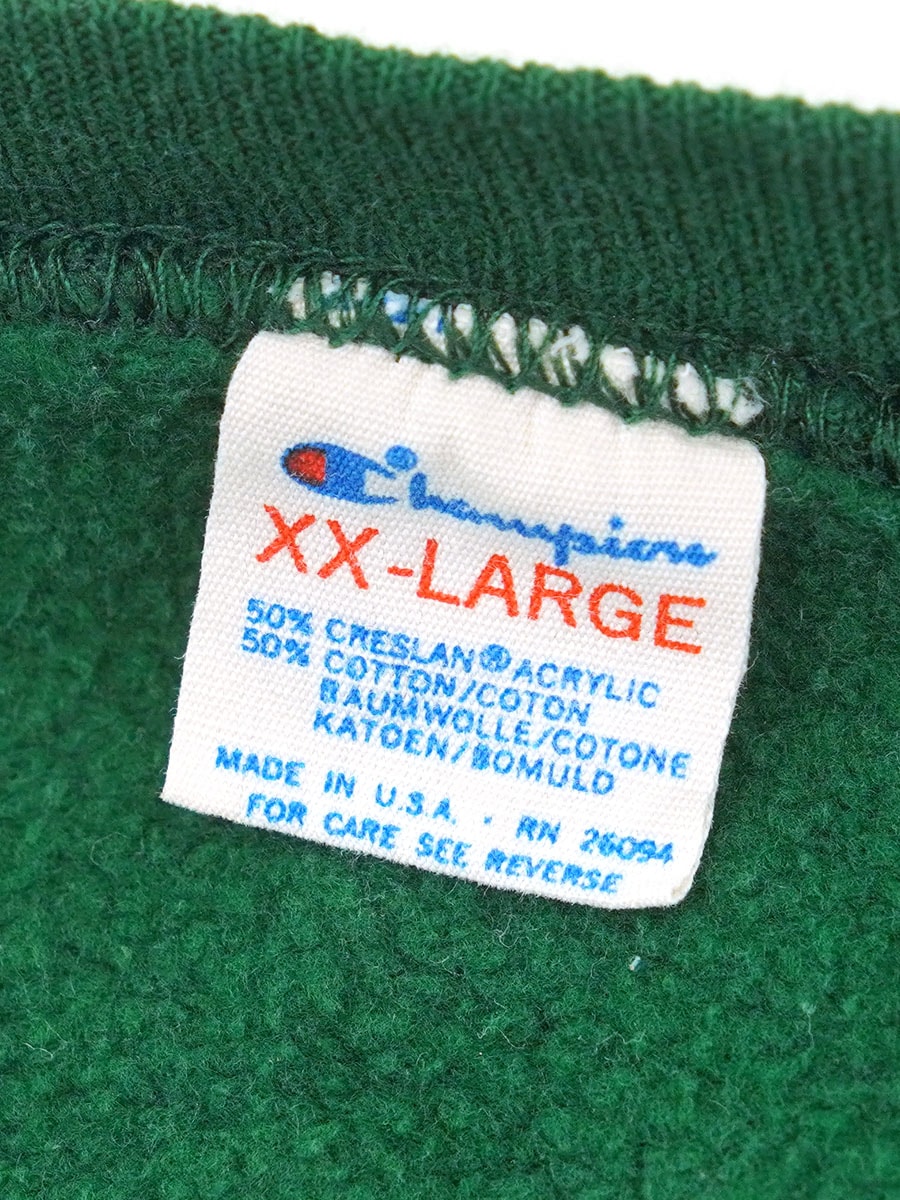 Champion
XX-LARGE
50% CRESLAN® ACRYLIC
50% COTTON/COTON
BAUMWOLLE/COTONE
KATOEN/BOMULD
MADE IN U.S.A. · RN 26094
FOR CARE SEE REVERSE